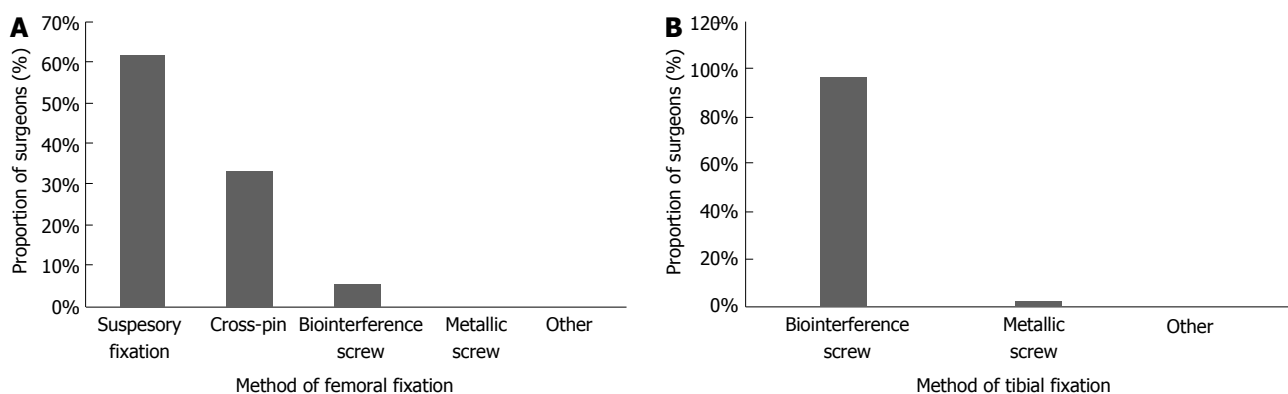 A
Proportion of surgeons (%)
70%
60%
50%
40%
30%
20%
10%
0%
Suspesory
fixation
Cross-pin
Biointerference
screw
Metallic
screw
Other
Method of femoral fixation
B
Proportion of surgeons (%)
120%
100%
80%
60%
40%
20%
0%
Biointerference
screw
Metallic
screw
Other
Method of tibial fixation